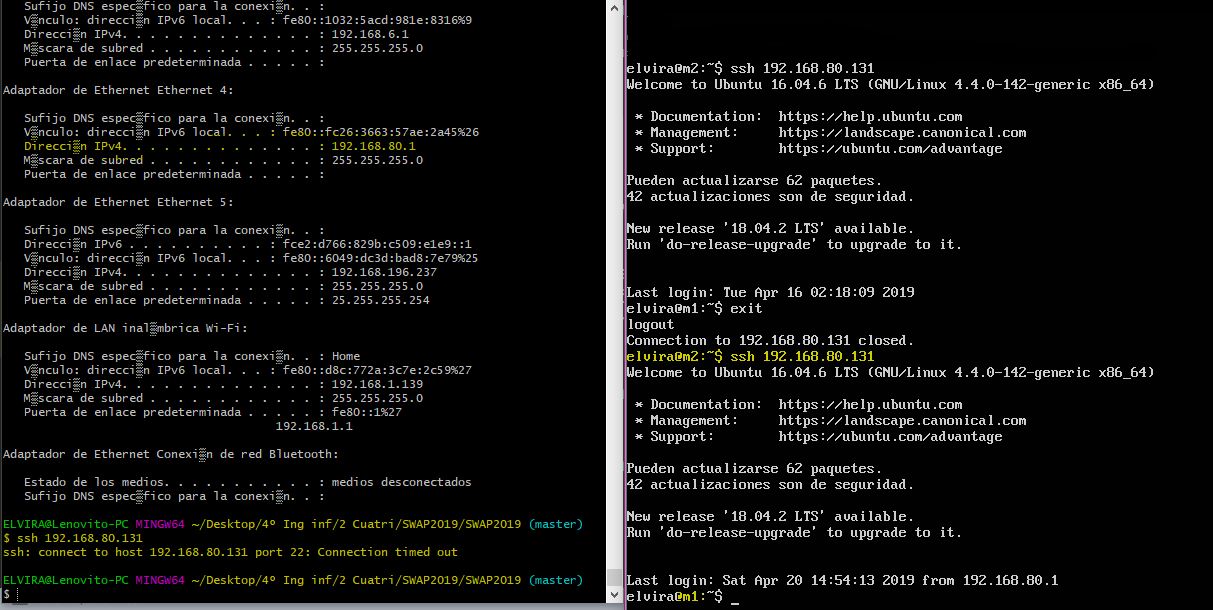 Sufijo DNS espec▒fico para la conexi▒n. . :
V▒nculo: direcci▒n IPv6 local. . . : fe80::1032:5acd:981e:8316%9
Direcci▒n IPv4. . . . . . . . . . . . . . : 192.168.6.1
M▒scara de subred . . . . . . . . . . . . : 255.255.255.0
Puerta de enlace predeterminada . . . . . :
Adaptador de Ethernet Ethernet 4:
Sufijo DNS espec▒fico para la conexi▒n. . :
V▒nculo: direcci▒n IPv6 local. . . : fe80::fc26:3663:57ae:2a45%26
Direcci▒n IPv4. . . . . . . . . . . . . . : 192.168.80.1
M▒scara de subred . . . . . . . . . . . . : 255.255.255.0
Puerta de enlace predeterminada . . . . . :
Adaptador de Ethernet Ethernet 5:
Sufijo DNS espec▒fico para la conexi▒n. . :
Direcci▒n IPv6 . . . . . . . . . . : fce2:d766:829b:c509:e1e9::1
V▒nculo: direcci▒n IPv6 local. . . : fe80::6049:dc3d:bad8:7e79%25
Direcci▒n IPv4. . . . . . . . . . . . . . : 192.168.196.237
M▒scara de subred . . . . . . . . . . . . : 255.255.255.0
Puerta de enlace predeterminada . . . . . : 25.255.255.254
Adaptador de LAN inal▒mbrica Wi-Fi:
Sufijo DNS espec▒fico para la conexi▒n. . : Home
V▒nculo: direcci▒n IPv6 local. . . : fe80::d8c:772a:3c7e:2c59%27
Direcci▒n IPv4. . . . . . . . . . . . . . : 192.168.1.139
M▒scara de subred . . . . . . . . . . . . : 255.255.255.0
Puerta de enlace predeterminada . . . . . : fe80::1%27
192.168.1.1
Adaptador de Ethernet Conexi▒n de red Bluetooth:
Estado de los medios. . . . . . . . . . . : medios desconectados
Sufijo DNS espec▒fico para la conexi▒n. . :
ELVIRA@Lenovito-PC MINGW64 ~/Desktop/4º Ing inf/2 Cuatri/SWAP2019/SWAP2019 (master)
$ ssh 192.168.80.131
ssh: connect to host 192.168.80.131 port 22: Connection timed out
ELVIRA@Lenovito-PC MINGW64 ~/Desktop/4º Ing inf/2 Cuatri/SWAP2019/SWAP2019 (master)
$
elvira@m2:~$ ssh 192.168.80.131
Welcome to Ubuntu 16.04.6 LTS (GNU/Linux 4.4.0-142-generic x86_64)
* Documentation:  https://help.ubuntu.com
* Management:     https://landscape.canonical.com
* Support:        https://ubuntu.com/advantage
Pueden actualizarse 62 paquetes.
42 actualizaciones son de seguridad.
New release '18.04.2 LTS' available.
Run 'do-release-upgrade' to upgrade to it.
Last login: Tue Apr 16 02:18:09 2019
elvira@m1:~$ exit
logout
Connection to 192.168.80.131 closed.
elvira@m2:~$ ssh 192.168.80.131
Welcome to Ubuntu 16.04.6 LTS (GNU/Linux 4.4.0-142-generic x86_64)
* Documentation:  https://help.ubuntu.com
* Management:     https://landscape.canonical.com
* Support:        https://ubuntu.com/advantage
Pueden actualizarse 62 paquetes.
42 actualizaciones son de seguridad.
New release '18.04.2 LTS' available.
Run 'do-release-upgrade' to upgrade to it.
Last login: Sat Apr 20 14:54:13 2019 from 192.168.80.1
elvira@m1:~$ _